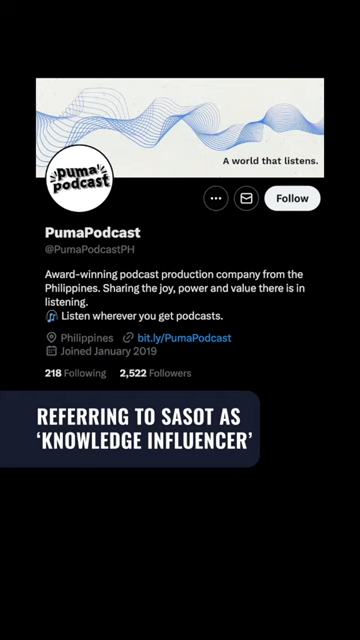 A world that listens.
puma
podcast
Follow
PumaPodcast
@PumaPodcastPH
Award-winning podcast production company from the
Philippines. Sharing the joy, power and value there is in
listening.
🎧 Listen wherever you get podcasts.
Philippines bit.ly/PumaPodcast
Joined January 2019
218 Following 2,522 Followers
REFERRING TO SASOT AS
‘KNOWLEDGE INFLUENCER’